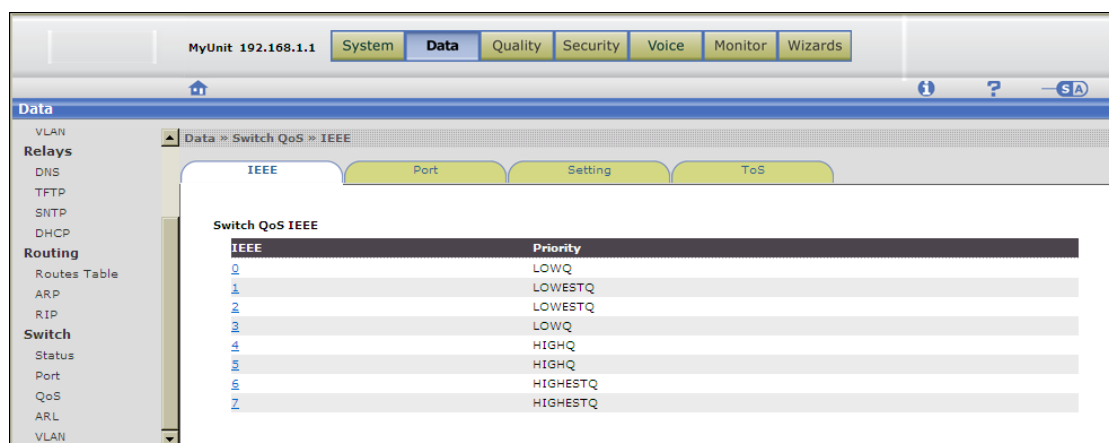 MyUnit 192.168.1.1 System Data Quality Security Voice Monitor Wizards
i ? S A
Data
VLAN
Relays
DNS
TFTP
SNTP
DHCP
Routing
Routes Table
ARP
RIP
Switch
Status
Port
QoS
ARL
VLAN
Data » Switch QoS » IEEE
IEEE Port Setting ToS
Switch QoS IEEE
IEEE Priority
0 LOWQ
1 LOWESTQ
2 LOWESTQ
3 LOWQ
4 HIGHQ
5 HIGHQ
6 HIGHESTQ
7 HIGHESTQ